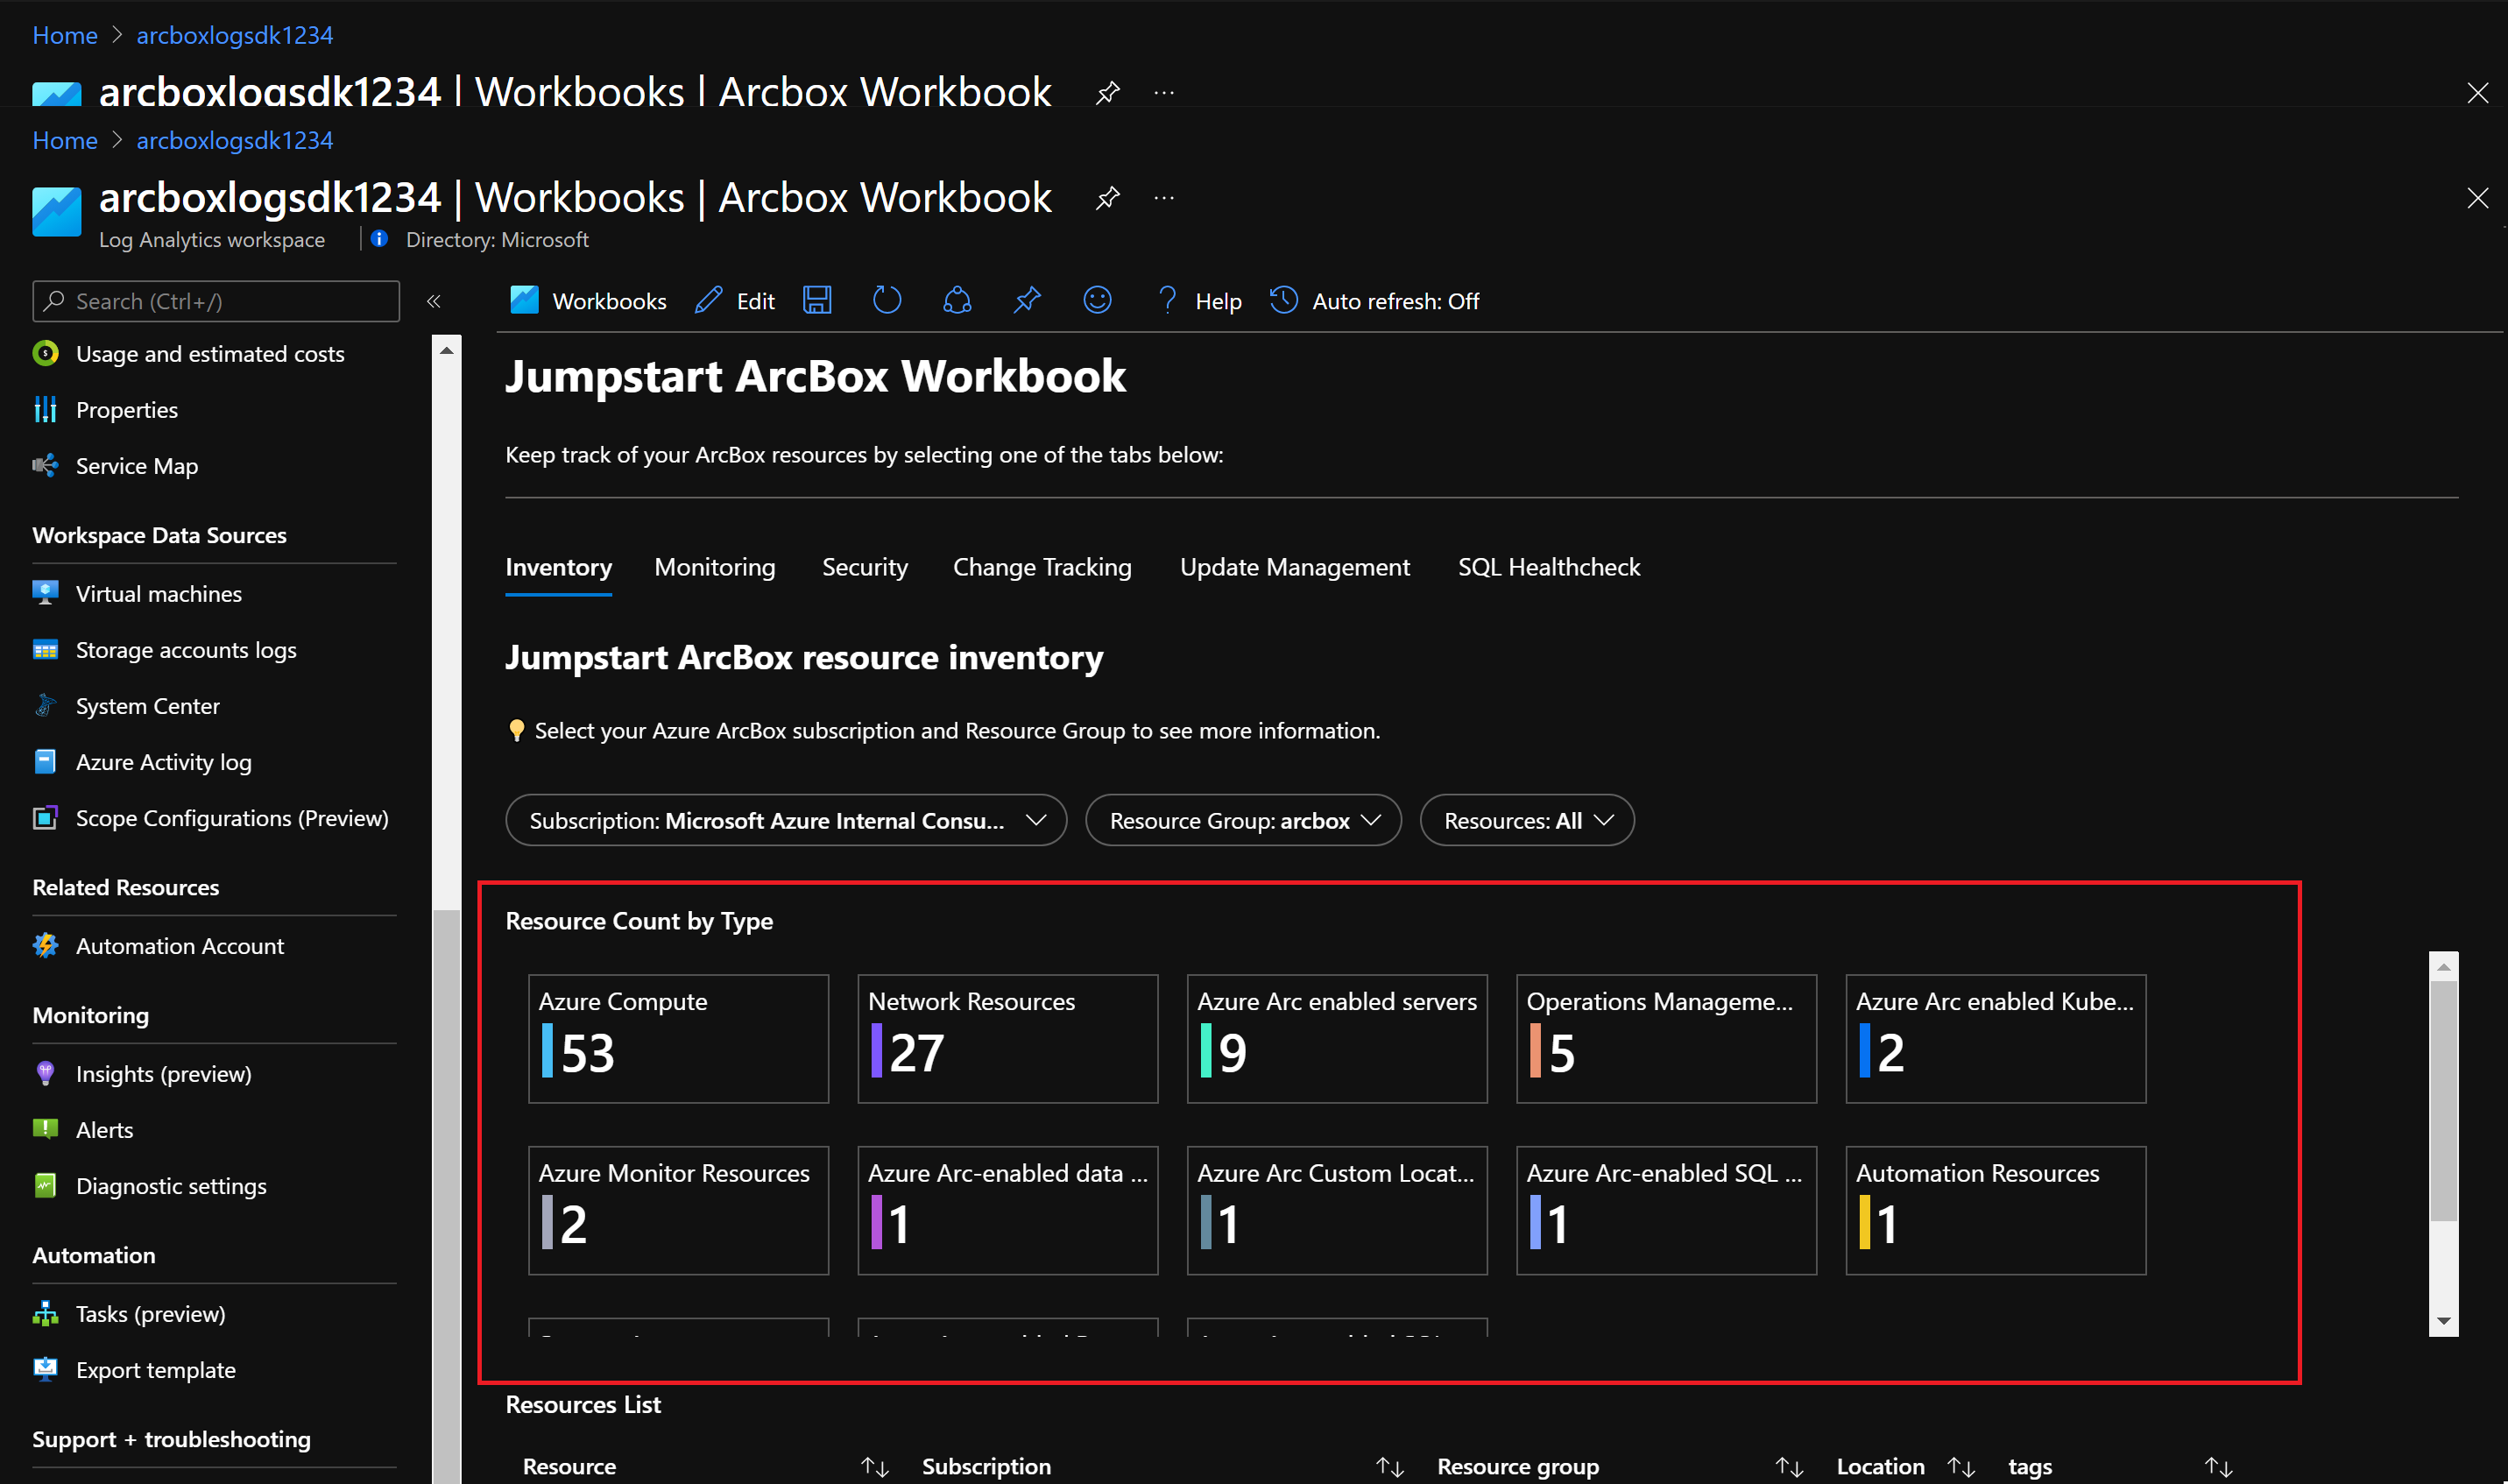 Home > arcboxlogsdk1234
arcboxlogsdk1234 | Workbooks | Arcbox Workbook ...
Home > arcboxlogsdk1234
arcboxlogsdk1234 | Workbooks | Arcbox Workbook ...
Log Analytics workspace | Directory: Microsoft
Search (Ctrl+/) «
Workbooks Edit Help Auto refresh: Off
Usage and estimated costs
Properties
Service Map
Workspace Data Sources
Virtual machines
Storage accounts logs
System Center
Azure Activity log
Scope Configurations (Preview)
Related Resources
Automation Account
Monitoring
Insights (preview)
Alerts
Diagnostic settings
Automation
Tasks (preview)
Export template
Support + troubleshooting
Jumpstart ArcBox Workbook
Keep track of your ArcBox resources by selecting one of the tabs below:
Inventory Monitoring Security Change Tracking Update Management SQL Healthcheck
Jumpstart ArcBox resource inventory
Select your Azure ArcBox subscription and Resource Group to see more information.
Subscription: Microsoft Azure Internal Consu... Resource Group: arcbox Resources: All
Resource Count by Type
Azure Compute
53
Network Resources
27
Azure Arc enabled servers
9
Operations Manageme...
5
Azure Arc enabled Kube...
2
Azure Monitor Resources
2
Azure Arc-enabled data ...
1
Azure Arc Custom Locat...
1
Azure Arc-enabled SQL ...
1
Automation Resources
1
Resources List
Resource Subscription Resource group Location tags